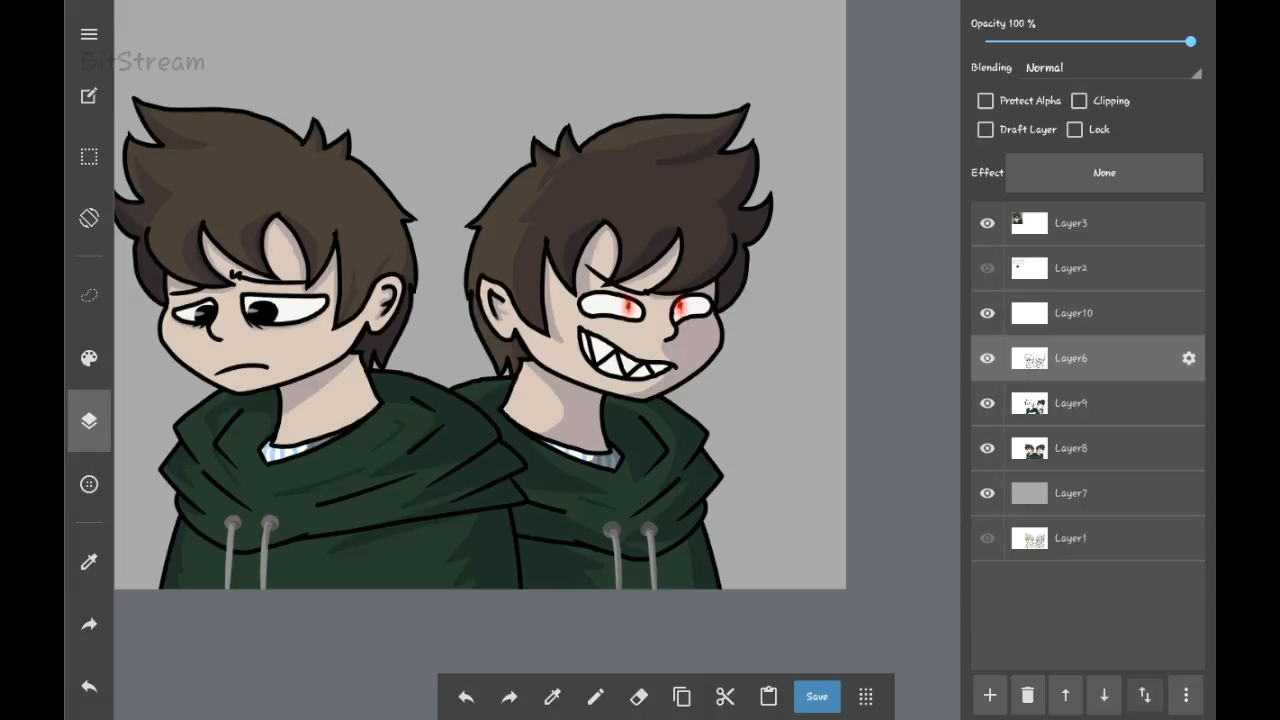 BitStream
Opacity 100 %
Blending Normal
Protect Alpha Clipping
Draft Layer Lock
Effect None
Layer3
Layer2
Layer10
Layer6
Layer9
Layer8
Layer7
Layer1
Save